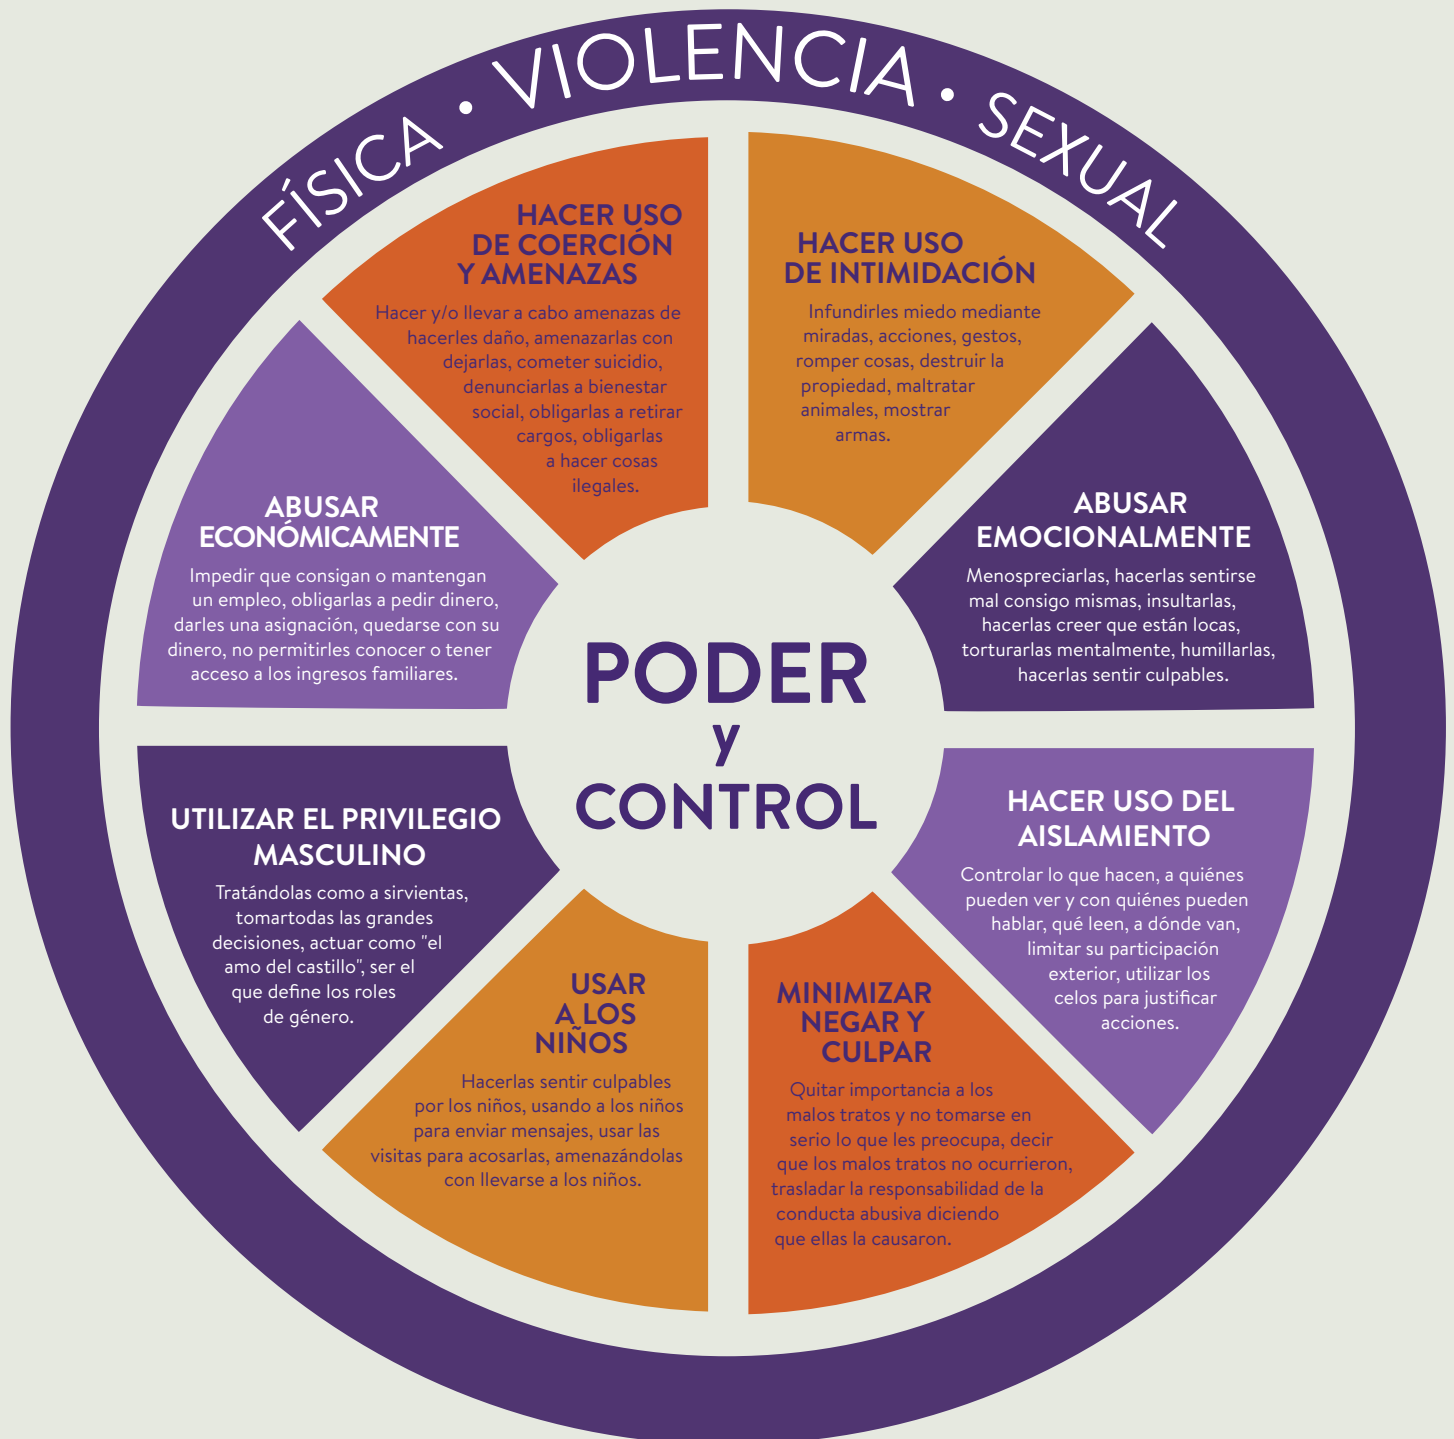 FÍSICA • VIOLENCIA • SEXUAL
HACER USO
DE COERCIÓN
Y AMENAZAS
Hacer y/o llevar a cabo amenazas de
hacerles daño, amenazarlas con
dejarlas, cometer suicidio,
denunciarlas a bienestar
social, obligarlas a retirar
cargos, obligarlas
a hacer cosas
ilegales.
HACER USO
DE INTIMIDACIÓN
Infundirles miedo mediante
miradas, acciones, gestos,
romper cosas, destruir la
propiedad, maltratar
animales, mostrar
armas.
ABUSAR
EMOCIONALMENTE
Menospreciarlas, hacerlas sentirse
mal consigo mismas, insultarlas,
hacerlas creer que están locas,
torturarlas mentalmente, humillarlas,
hacerlas sentir culpables.
HACER USO DEL
AISLAMIENTO
Controlar lo que hacen, a quiénes
pueden ver y con quiénes pueden
hablar, qué leen, a dónde van,
limitar su participación
exterior, utilizar los
celos para justificar
acciones.
MINIMIZAR
NEGAR Y
CULPAR
Quitar importancia a los
malos tratos y no tomarse en
serio lo que les preocupa, decir
que los malos tratos no ocurrieron,
trasladar la responsabilidad de la
conducta abusiva diciendo
que ellas la causaron.
USAR
A LOS
NIÑOS
Hacerlas sentir culpables
por los niños, usando a los niños
para enviar mensajes, usar las
visitas para acosarlas, amenazándolas
con llevarse a los niños.
UTILIZAR EL PRIVILEGIO
MASCULINO
Tratándolas como a sirvientas,
tomartodas las grandes
decisiones, actuar como "el
amo del castillo", ser el
que define los roles
de género.
ABUSAR
ECONÓMICAMENTE
Impedir que consigan o mantengan
un empleo, obligarlas a pedir dinero,
darles una asignación, quedarse con su
dinero, no permitirles conocer o tener
acceso a los ingresos familiares.
PODER
y
CONTROL